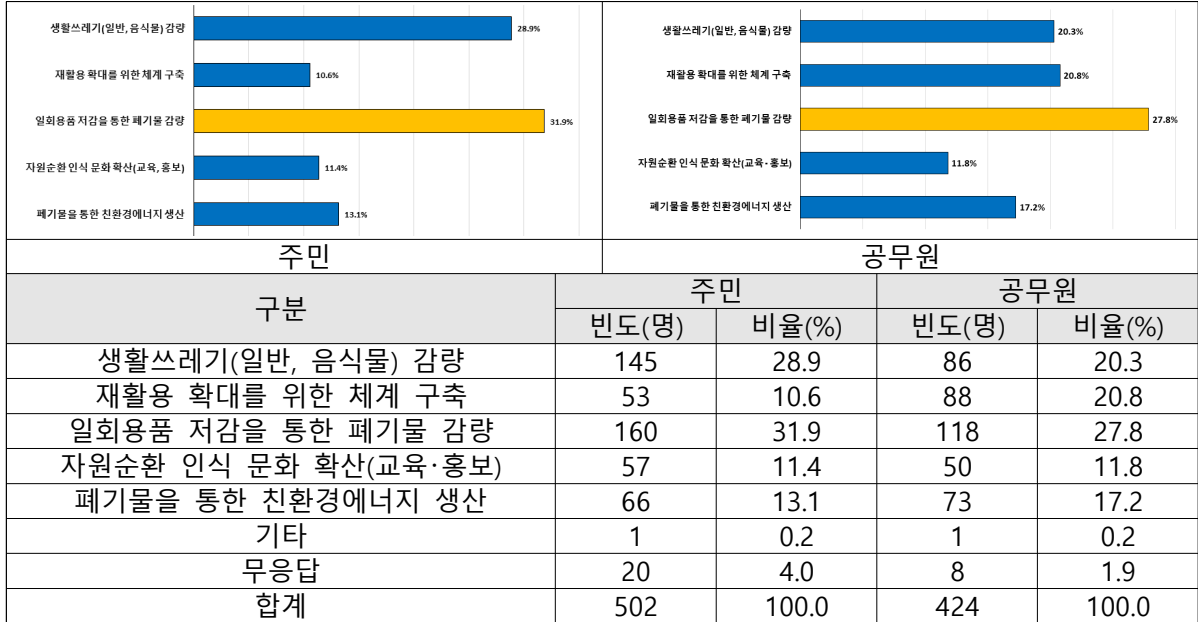 생활쓰레기(일반, 음식물) 감량
28.9%
재활용 확대를 위한 체계 구축
10.6%
일회용품 저감을 통한 폐기물 감량
31.9%
자원순환 인식 문화 확산(교육, 홍보)
11.4%
폐기물을 통한 친환경에너지 생산
13.1%
생활쓰레기(일반, 음식물) 감량
20.3%
재활용 확대를 위한 체계 구축
20.8%
일회용품 저감을 통한 폐기물 감량
27.8%
자원순환 인식 문화 확산(교육·홍보)
11.8%
폐기물을 통한 친환경에너지 생산
17.2%
주민 공무원
구분 주민 공무원
빈도(명) 비율(%) 빈도(명) 비율(%)
생활쓰레기(일반, 음식물) 감량 145 28.9 86 20.3
재활용 확대를 위한 체계 구축 53 10.6 88 20.8
일회용품 저감을 통한 폐기물 감량 160 31.9 118 27.8
자원순환 인식 문화 확산(교육·홍보) 57 11.4 50 11.8
폐기물을 통한 친환경에너지 생산 66 13.1 73 17.2
기타 1 0.2 1 0.2
무응답 20 4.0 8 1.9
합계 502 100.0 424 100.0